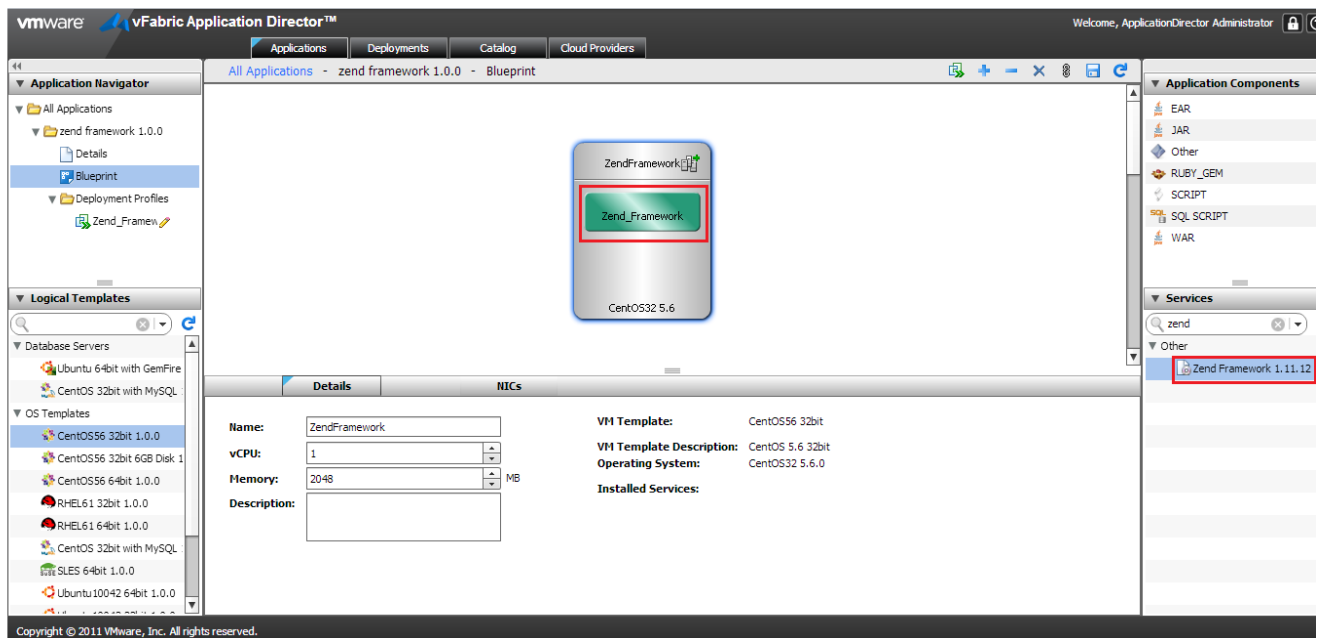 vmware vFabric Application Director™ Welcome, ApplicationDirector Administrator
Applications Deployments Catalog Cloud Providers
All Applications - zend framework 1.0.0 - Blueprint
Application Navigator
All Applications
zend framework 1.0.0
Details
Blueprint
Deployment Profiles
Zend_Framew
Logical Templates
Database Servers
Ubuntu 64bit with GemFire
CentOS 32bit with MySQL
OS Templates
CentOS56 32bit 1.0.0
CentOS56 32bit 6GB Disk 1
CentOS56 64bit 1.0.0
RHEL61 32bit 1.0.0
RHEL61 64bit 1.0.0
CentOS 32bit with MySQL
SLES 64bit 1.0.0
Ubuntu10042 64bit 1.0.0
ZendFramework
Zend_Framework
CentOS32 5.6
Details NICs
Name: ZendFramework
vCPU: 1
Memory: 2048 MB
Description:
VM Template: CentOS56 32bit
VM Template Description: CentOS 5.6 32bit
Operating System: CentOS32 5.6.0
Installed Services:
Application Components
EAR
JAR
Other
RUBY_GEM
SCRIPT
SQL SQL SCRIPT
WAR
Services
zend
Other
Zend Framework 1.11.12
Copyright © 2011 VMware, Inc. All rights reserved.